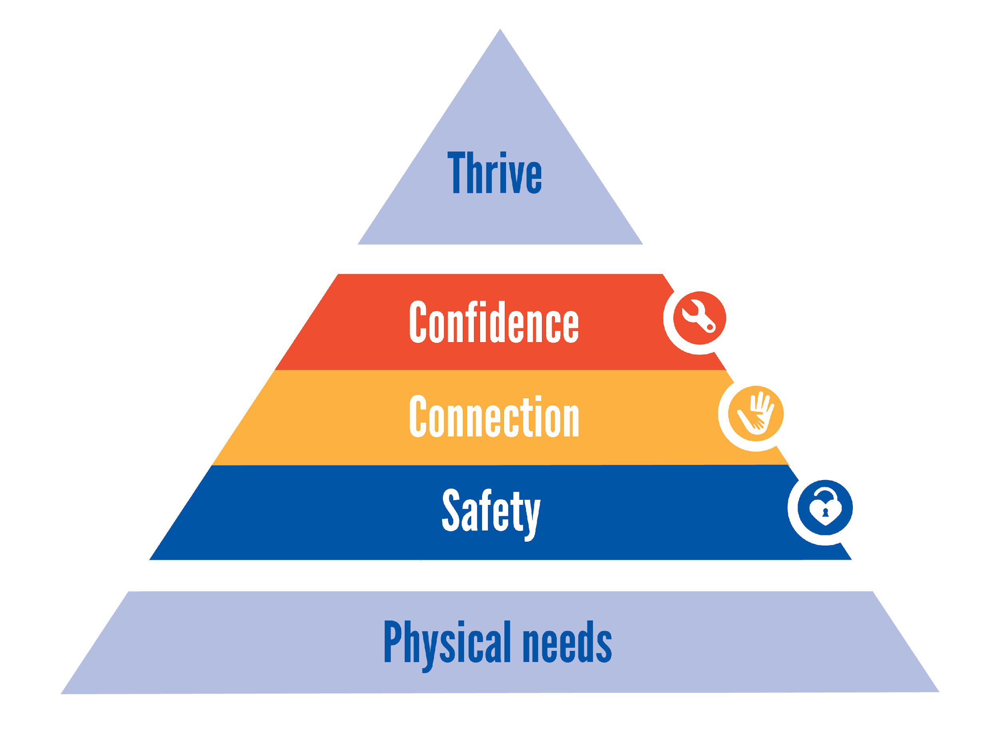 Thrive
Confidence
Connection
Safety
Physical needs